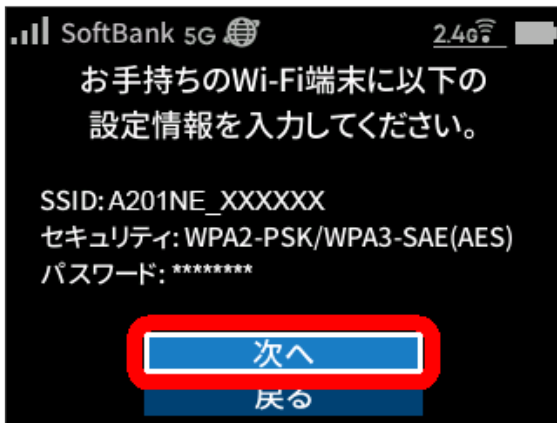 SoftBank 5G 2.4G
お手持ちのWi-Fi端末に以下の
設定情報を入力してください。
SSID: A201NE_XXXXXX
セキュリティ: WPA2-PSK/WPA3-SAE(AES)
パスワード: ********
次へ
戻る